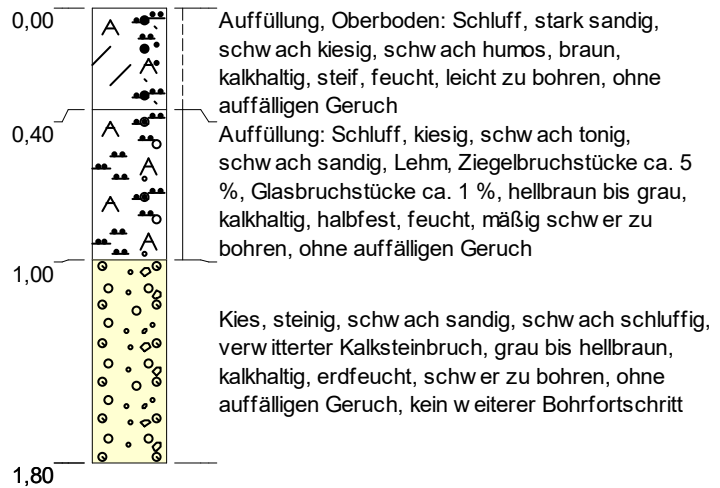 0,00
Auffüllung, Oberboden: Schluff, stark sandig,
schwach kiesig, schwach humos, braun,
kalkhaltig, steif, feucht, leicht zu bohren, ohne
auffälligen Geruch
0,40
Auffüllung: Schluff, kiesig, schwach tonig,
schwach sandig, Lehm, Ziegelbruchstücke ca. 5
%, Glasbruchstücke ca. 1 %, hellbraun bis grau,
kalkhaltig, halbfest, feucht, mäßig schwer zu
bohren, ohne auffälligen Geruch
1,00
Kies, steinig, schwach sandig, schwach schluffig,
verwitterter Kalksteinbruch, grau bis hellbraun,
kalkhaltig, erdfeucht, schwer zu bohren, ohne
auffälligen Geruch, kein weiterer Bohrfortschritt
1,80